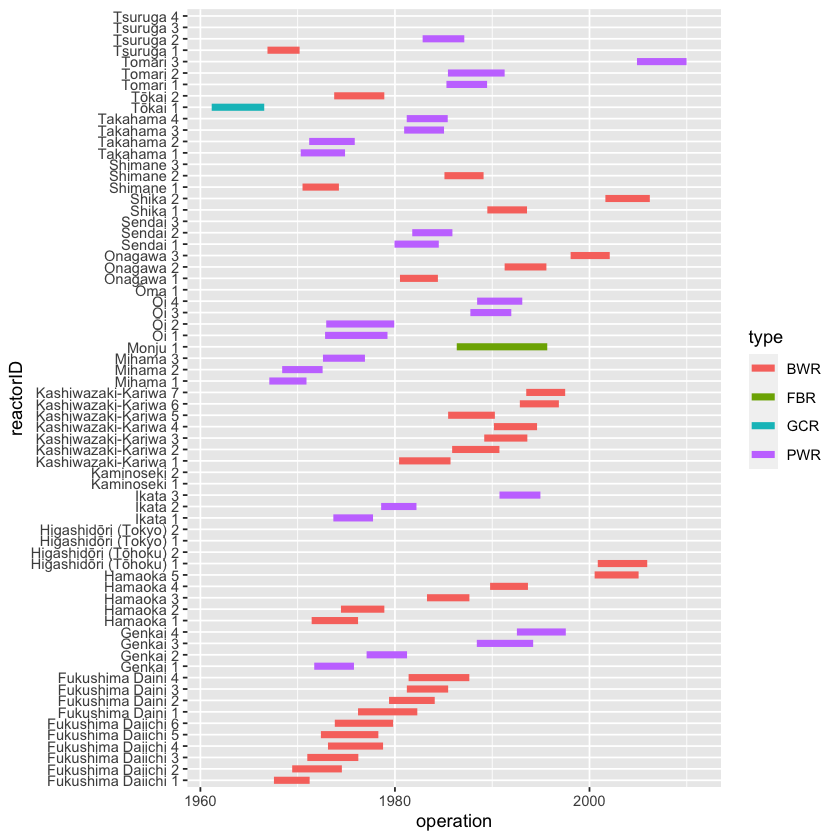 Tsuruga 4
Tsuruga 3
Tsuruga 2
Tsuruga 1
Tomari 3
Tomari 2
Tomari 1
Tōkai 2
Tōkai 1
Takahama 4
Takahama 3
Takahama 2
Takahama 1
Shimane 3
Shimane 2
Shimane 1
Shika 2
Shika 1
Sendai 3
Sendai 2
Sendai 1
Onagawa 3
Onagawa 2
Onagawa 1
Ōma 1
Ōi 4
Ōi 3
Ōi 2
Ōi 1
Monju 1
Mihama 3
Mihama 2
Mihama 1
Kashiwazaki-Kariwa 7
Kashiwazaki-Kariwa 6
Kashiwazaki-Kariwa 5
Kashiwazaki-Kariwa 4
Kashiwazaki-Kariwa 3
Kashiwazaki-Kariwa 2
Kashiwazaki-Kariwa 1
Kaminoseki 2
Kaminoseki 1
Ikata 3
Ikata 2
Ikata 1
Higashidōri (Tokyo) 2
Higashidōri (Tokyo) 1
Higashidōri (Tōhoku) 2
Higashidōri (Tōhoku) 1
Hamaoka 5
Hamaoka 4
Hamaoka 3
Hamaoka 2
Hamaoka 1
Genkai 4
Genkai 3
Genkai 2
Genkai 1
Fukushima Daini 4
Fukushima Daini 3
Fukushima Daini 2
Fukushima Daini 1
Fukushima Daiichi 6
Fukushima Daiichi 5
Fukushima Daiichi 4
Fukushima Daiichi 3
Fukushima Daiichi 2
Fukushima Daiichi 1
reactorID
1960 1980 2000
operation
type
BWR
FBR
GCR
PWR